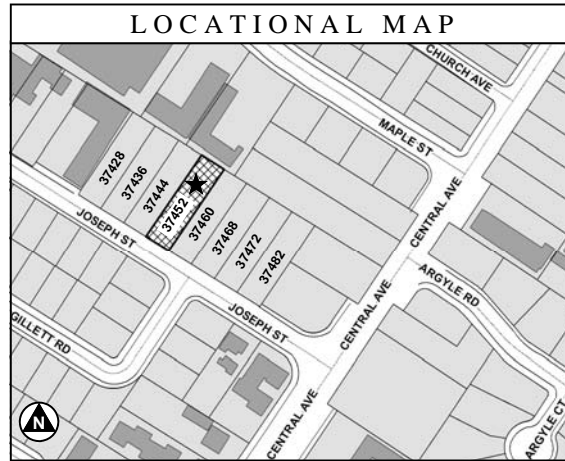 LOCATIONAL MAP
CHURCH AVE
MAPLE ST
CENTRAL AVE
37428
37436
37444
37452
37460
37468
37472
37482
JOSEPH ST
JOSEPH ST
GILLETT RD
CENTRAL AVE
CENTRAL AVE
ARGYLE RD
ARGYLE CT
N